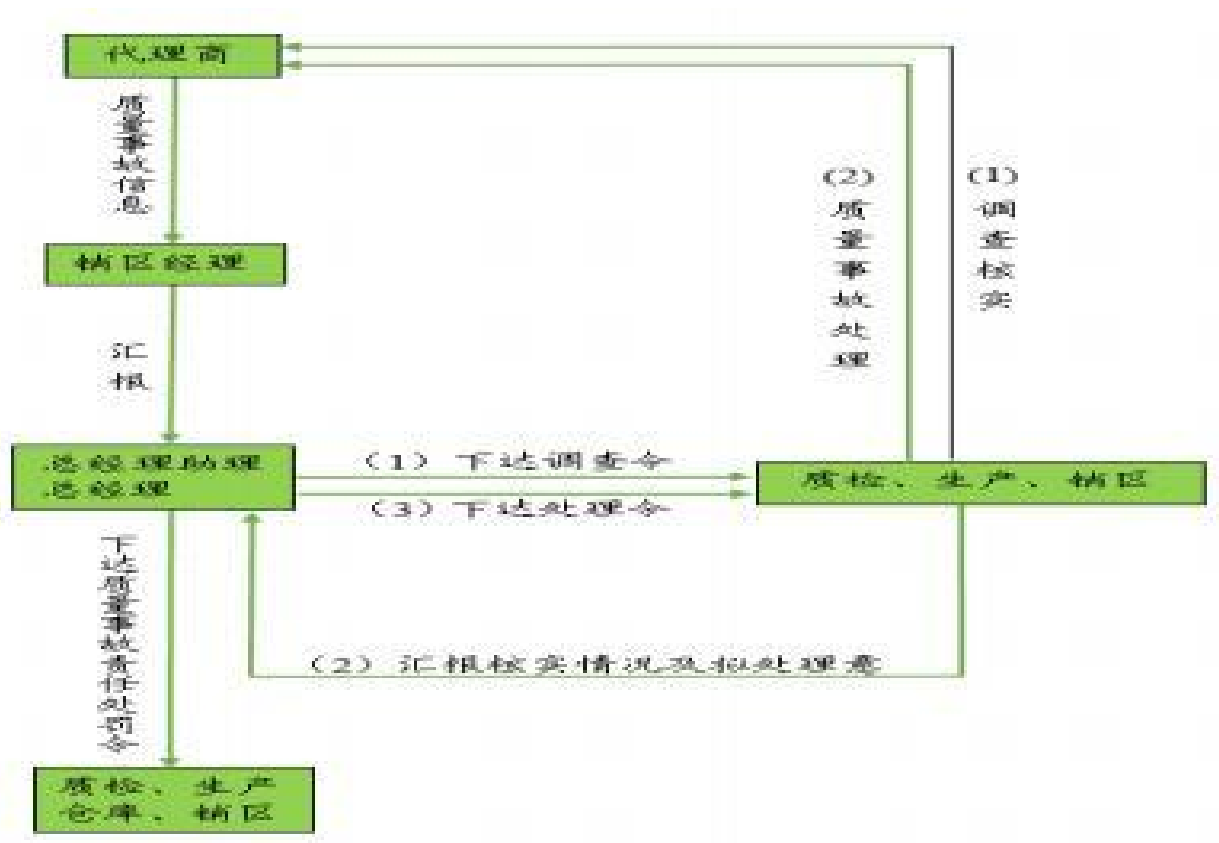 代理商
质量事故信息
(2)质量事故处理
(1)调查核实
销区经理
汇报
总经理助理
总经理
(1)下达调查令
(3)下达处理令
质检、生产、销区
下达质量事故责任处罚令
(2)汇报核实情况及拟处理意
质检、生产
仓库、销区